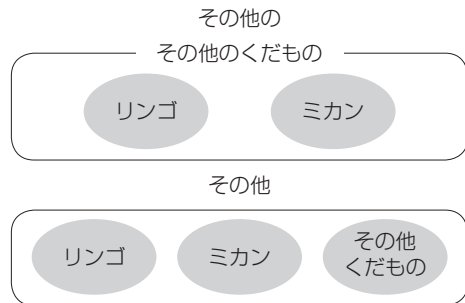 その他の
その他のくだもの
リンゴ ミカン
その他
リンゴ ミカン その他
くだもの